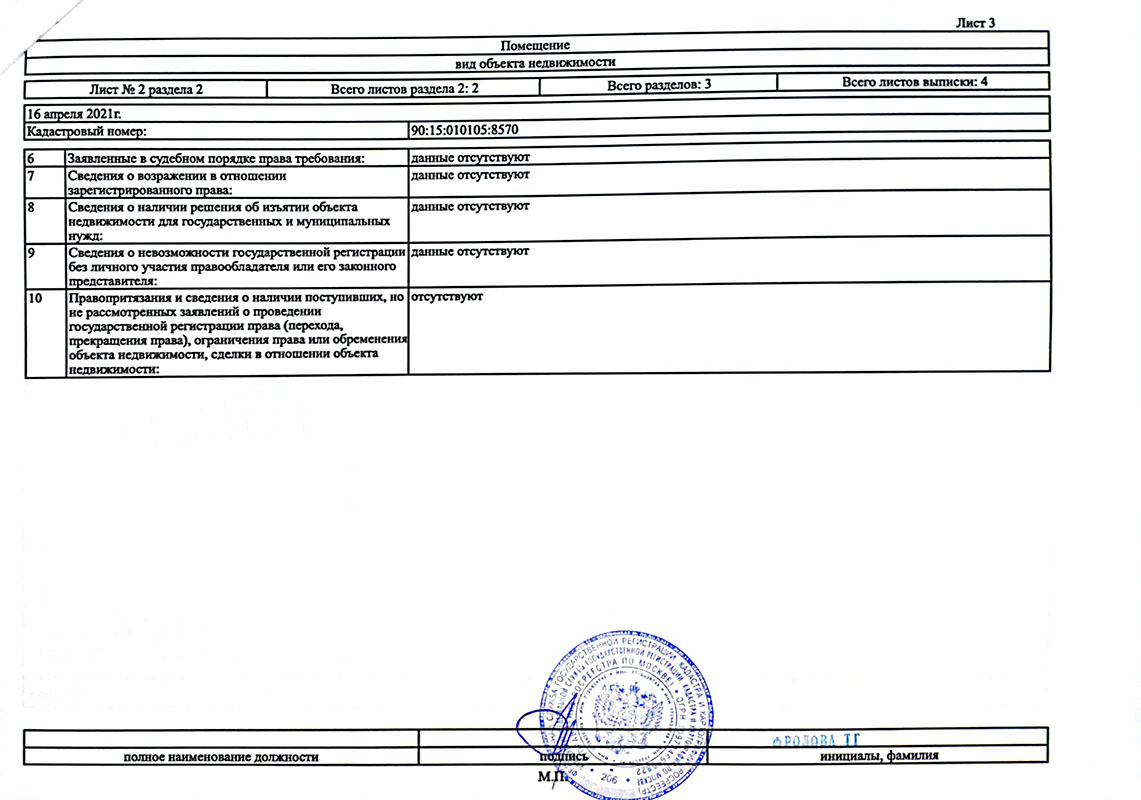 Лист 3
Помещение
вид объекта недвижимости
Лист № 2 раздела 2 Всего листов раздела 2: 2 Всего разделов: 3 Всего листов выписки: 4
16 апреля 2021г.
Кадастровый номер: 90:15:010105:8570
6 Заявленные в судебном порядке права требования: данные отсутствуют
7 Сведения о возражении в отношении данные отсутствуют
зарегистрированного права:
8 Сведения о наличии решения об изъятии объекта данные отсутствуют
недвижимости для государственных и муниципальных
нужд:
9 Сведения о невозможности государственной регистрации данные отсутствуют
без личного участия правообладателя или его законного
представителя:
10 Правопритязания и сведения о наличии поступивших, но отсутствуют
не рассмотренных заявлений о проведении
государственной регистрации права (перехода,
прекращения права), ограничения права или обременения
объекта недвижимости, сделки в отношении объекта
недвижимости:
ГОСУДАРСТВЕННОЙ РЕГИСТРАЦИИ, КАДАСТРА И
РОСРЕЕСТРА ПО МОСКВЕ
206
ФРОЛОВА ТГ
полное наименование должности подпись инициалы, фамилия
М.П.